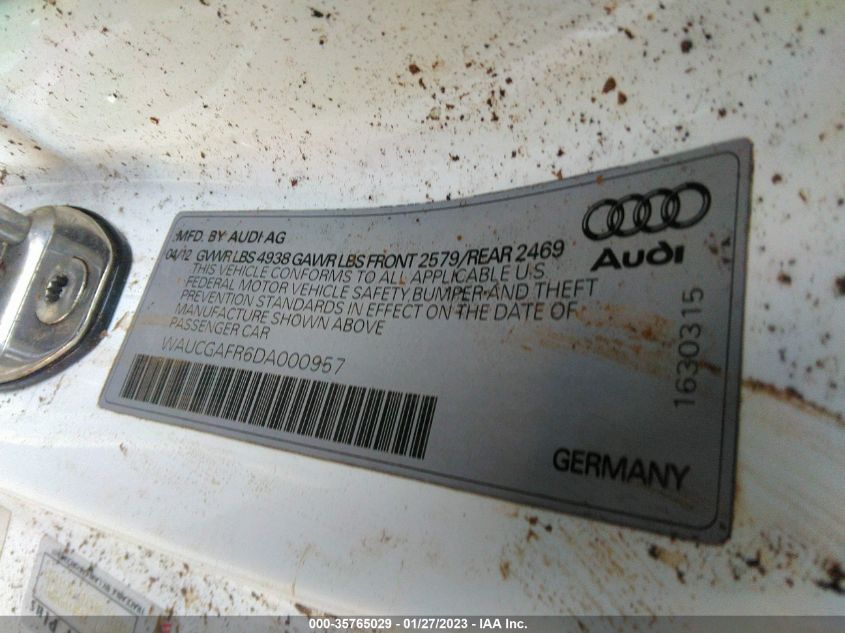 :MFD. BY AUDI AG
04/12 GVWR LBS 4938 GAWR LBS FRONT 2579/REAR 2469
THIS VEHICLE CONFORMS TO ALL APPLICABLE U.S.
FEDERAL MOTOR VEHICLE SAFETY, BUMPER AND THEFT
PREVENTION STANDARDS IN EFFECT ON THE DATE OF
MANUFACTURE SHOWN ABOVE
PASSENGER CAR
WAUCGAFR6DA000957
Audi
1630315
GERMANY
000-35765029 - 01/27/2023 - IAA Inc.